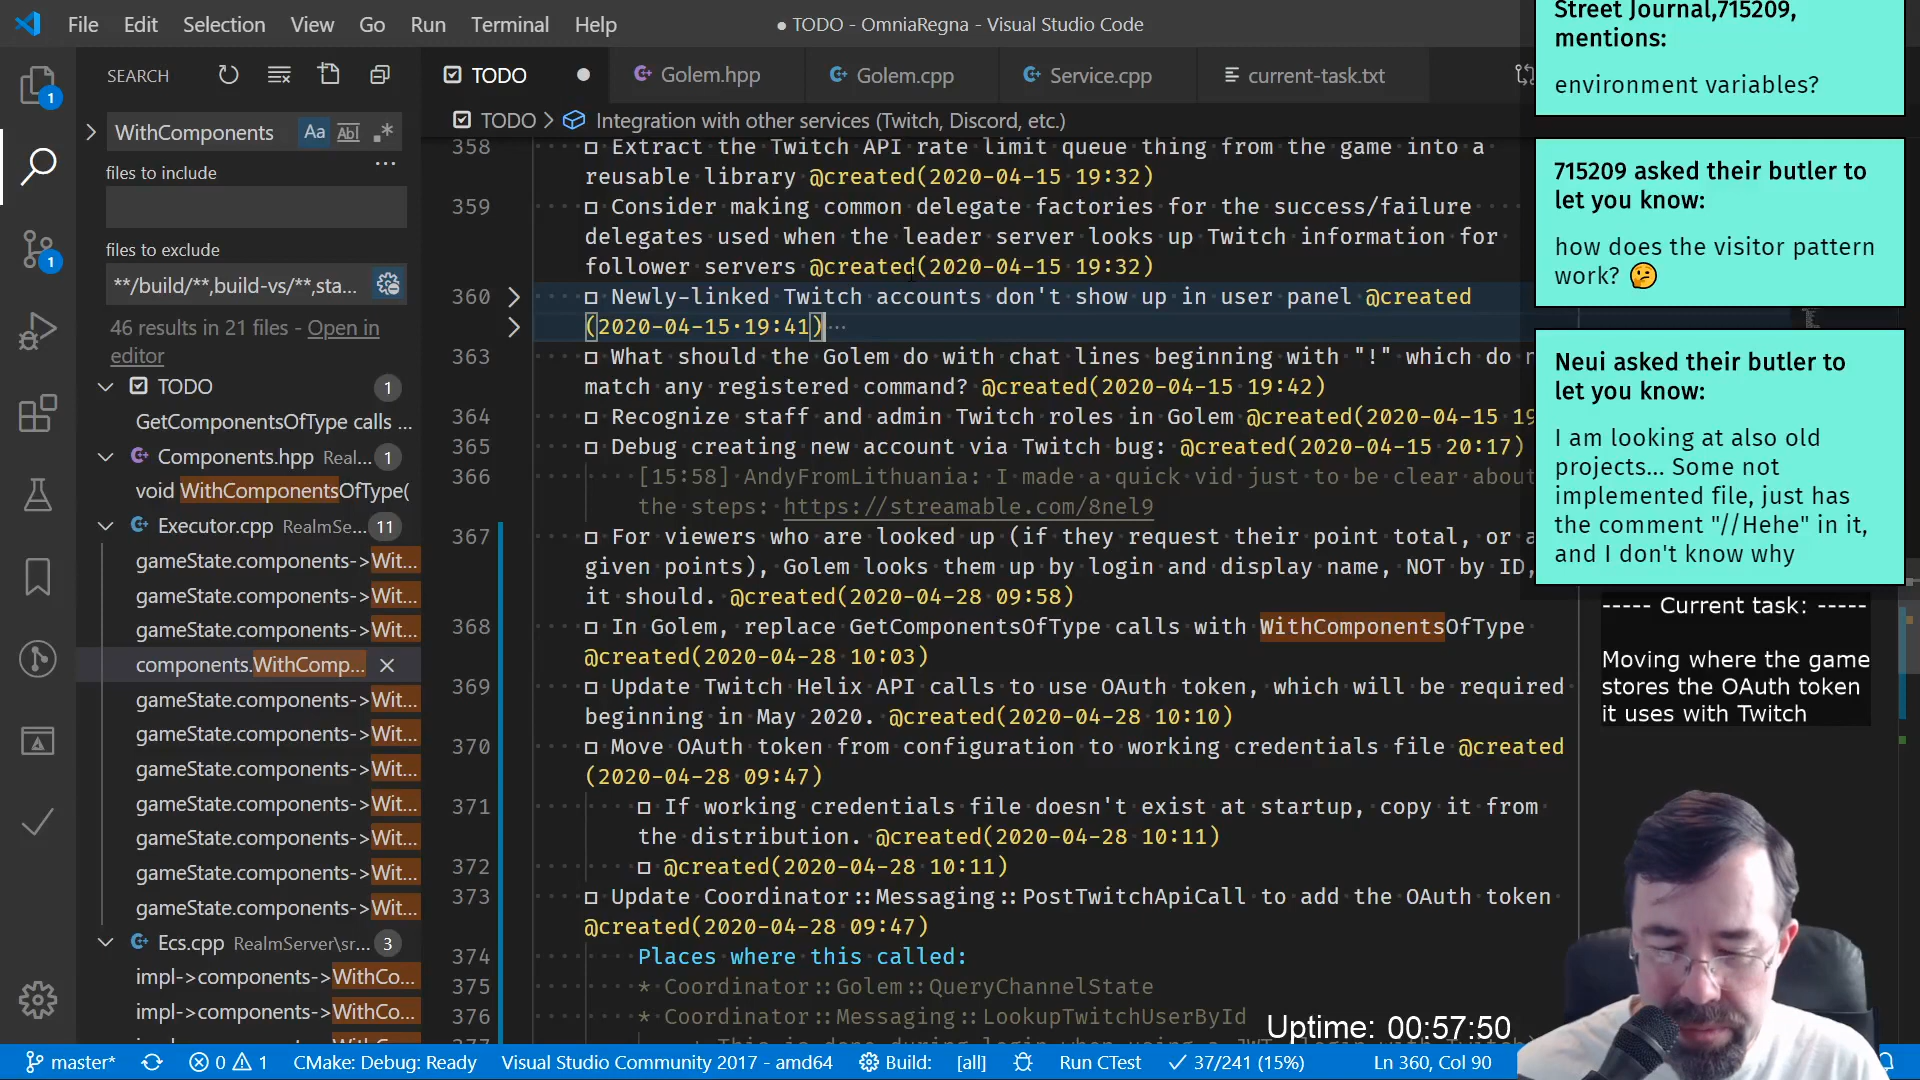 File Edit Selection View Go Run Terminal Help
● TODO - OmniaRegna - Visual Studio Code
SEARCH
WithComponents
Aa Abl .*
files to include
files to exclude
**/build/**,build-vs/**,sta...
46 results in 21 files - Open in
editor
TODO 1
GetComponentsOfType calls ...
Components.hpp Real... 1
void WithComponentsOfType(
Executor.cpp RealmSe... 11
gameState.components->Wit...
gameState.components->Wit...
gameState.components->Wit...
components.WithComp...
gameState.components->Wit...
gameState.components->Wit...
gameState.components->Wit...
gameState.components->Wit...
gameState.components->Wit...
gameState.components->Wit...
gameState.components->Wit...
Ecs.cpp RealmServer\sr... 3
impl->components->WithCo...
impl->components->WithCo...
TODO Golem.hpp Golem.cpp Service.cpp current-task.txt
TODO > Integration with other services (Twitch, Discord, etc.)
358 □ Extract the Twitch API rate limit queue thing from the game into a
reusable library @created(2020-04-15 19:32)
359 □ Consider making common delegate factories for the success/failure
delegates used when the leader server looks up Twitch information for
follower servers @created(2020-04-15 19:32)
360 □ Newly-linked Twitch accounts don't show up in user panel @created
(2020-04-15 19:41)
363 □ What should the Golem do with chat lines beginning with "!" which do n
match any registered command? @created(2020-04-15 19:42)
364 □ Recognize staff and admin Twitch roles in Golem @created(2020-04-15 19
365 □ Debug creating new account via Twitch bug: @created(2020-04-15 20:17)
366 [15:58] AndyFromLithuania: I made a quick vid just to be clear about
the steps: https://streamable.com/8nel9
367 □ For viewers who are looked up (if they request their point total, or a
given points), Golem looks them up by login and display name, NOT by ID,
it should. @created(2020-04-28 09:58)
368 □ In Golem, replace GetComponentsOfType calls with WithComponentsOfType
@created(2020-04-28 10:03)
369 □ Update Twitch Helix API calls to use OAuth token, which will be required
beginning in May 2020. @created(2020-04-28 10:10)
370 □ Move OAuth token from configuration to working credentials file @created
(2020-04-28 09:47)
371 □ If working credentials file doesn't exist at startup, copy it from
the distribution. @created(2020-04-28 10:11)
372 □ @created(2020-04-28 10:11)
373 □ Update Coordinator::Messaging::PostTwitchApiCall to add the OAuth token
@created(2020-04-28 09:47)
374 Places where this called:
375 * Coordinator::Golem::QueryChannelState
376 * Coordinator::Messaging::LookupTwitchUserById
Street Journal,715209,
mentions:
environment variables?
715209 asked their butler to
let you know:
how does the visitor pattern
work? 🤔
Neui asked their butler to
let you know:
I am looking at also old
projects... Some not
implemented file, just has
the comment "//Hehe" in it,
and I don't know why
----- Current task: -----
Moving where the game
stores the OAuth token
it uses with Twitch
Uptime: 00:57:50
master* 0 1 CMake: Debug: Ready Visual Studio Community 2017 - amd64 Build: [all] Run CTest 37/241 (15%) Ln 360, Col 90